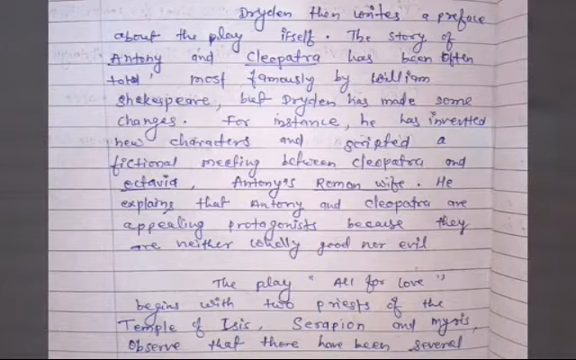 Dryden then writes a preface
about the play itself. The story of
Antony and Cleopatra has been often
told most famously by William
Shakespeare, but Dryden has made some
changes. For instance, he has invented
new characters and scripted a
fictional meeting between cleopatra and
octavia, Antony's Roman wife. He
explains that Antony and Cleopatra are
appealing protagonists because they
are neither wholly good nor evil
The play "All for Love"
begins with two priests of the
Temple of Isis, Serapion and Myris,
Observe that there have been several